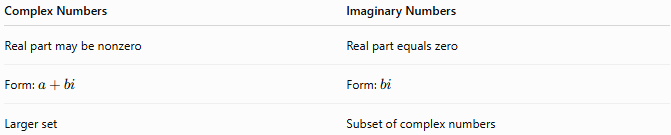 Complex Numbers Imaginary Numbers
Real part may be nonzero Real part equals zero
Form: a + bi Form: bi
Larger set Subset of complex numbers